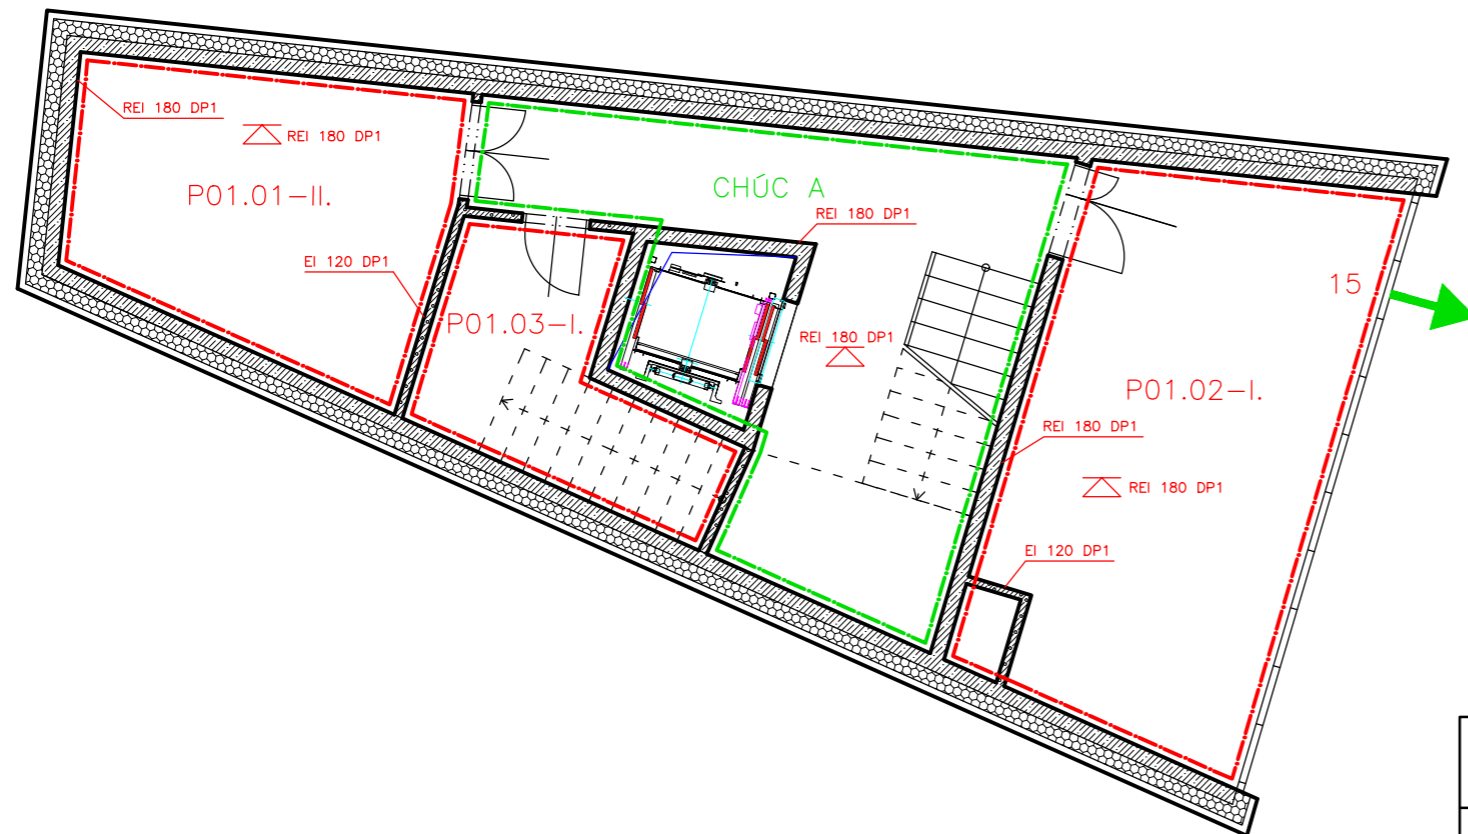 REI 180 DP1
REI 180 DP1
P01.01-II.
CHÚC A
REI 180 DP1
EI 120 DP1
P01.03-I.
REI 180 DP1
15
P01.02-I.
REI 180 DP1
REI 180 DP1
EI 120 DP1